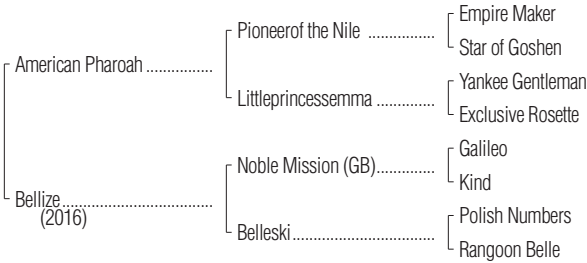 Empire Maker
Pioneerof the Nile ...............
Star of Goshen
American Pharoah ...............
Yankee Gentleman
Littleprincessemma .............
Exclusive Rosette
Galileo
Noble Mission (GB)..............
Kind
Bellize.....................................
(2016)
Polish Numbers
Belleski...................................
Rangoon Belle